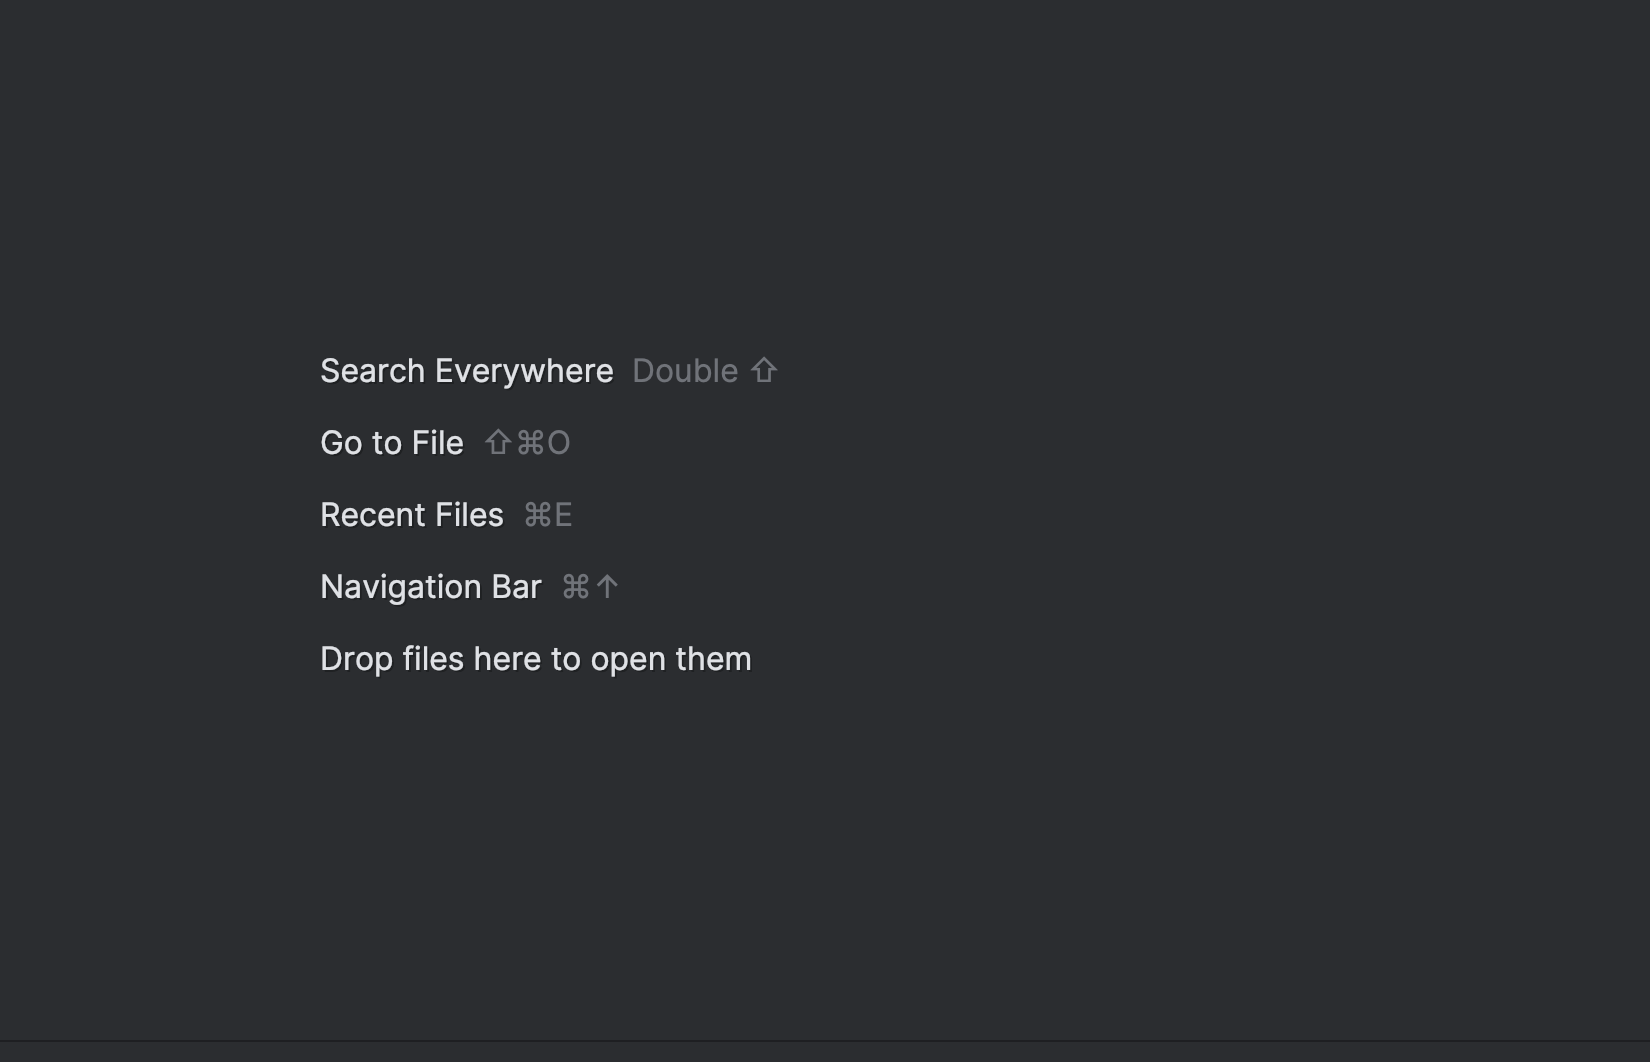 Search Everywhere Double ⇧
Go to File ⇧⌘O
Recent Files ⌘E
Navigation Bar ⌘↑
Drop files here to open them